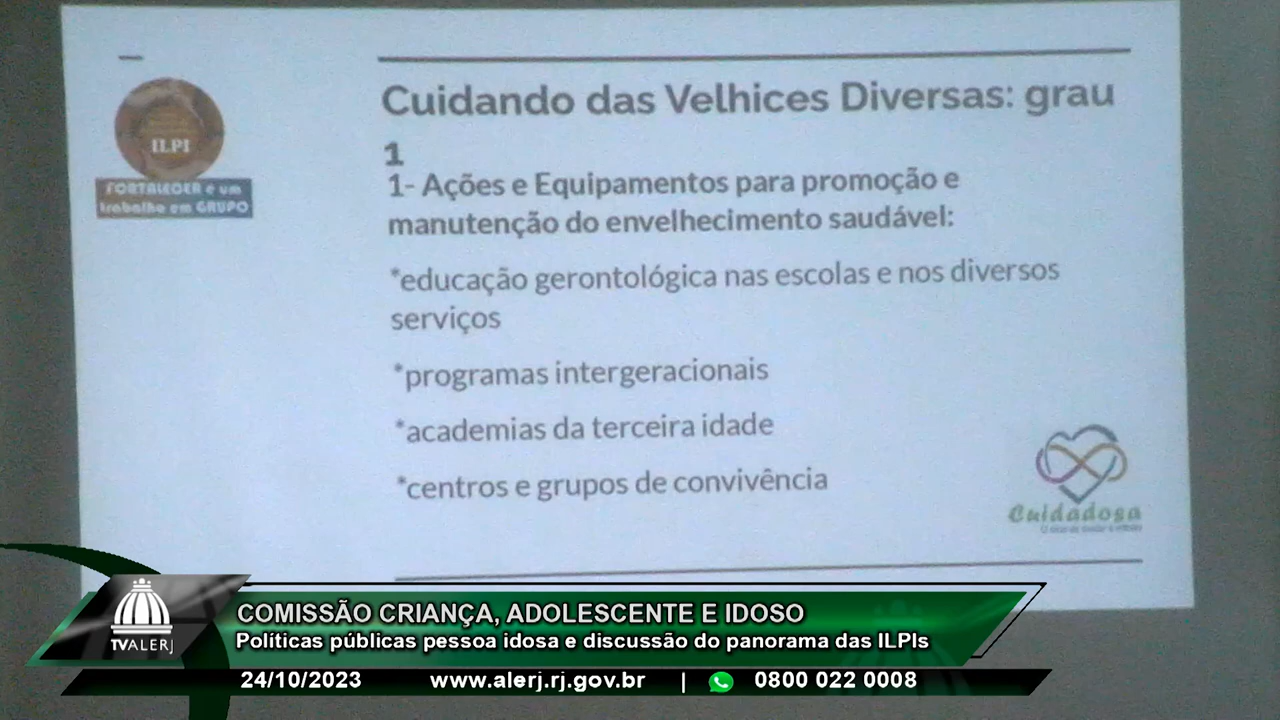 ILPI
FORTALECER é um
trabalho em GRUPO
Cuidando das Velhices Diversas: grau
1
1- Ações e Equipamentos para promoção e
manutenção do envelhecimento saudável:
*educação gerontológica nas escolas e nos diversos
serviços
*programas intergeracionais
*academias da terceira idade
*centros e grupos de convivência
Cuidadosa
COMISSÃO CRIANÇA, ADOLESCENTE E IDOSO
Políticas públicas pessoa idosa e discussão do panorama das ILPIs
TVALERJ
24/10/2023 www.alerj.rj.gov.br | 0800 022 0008